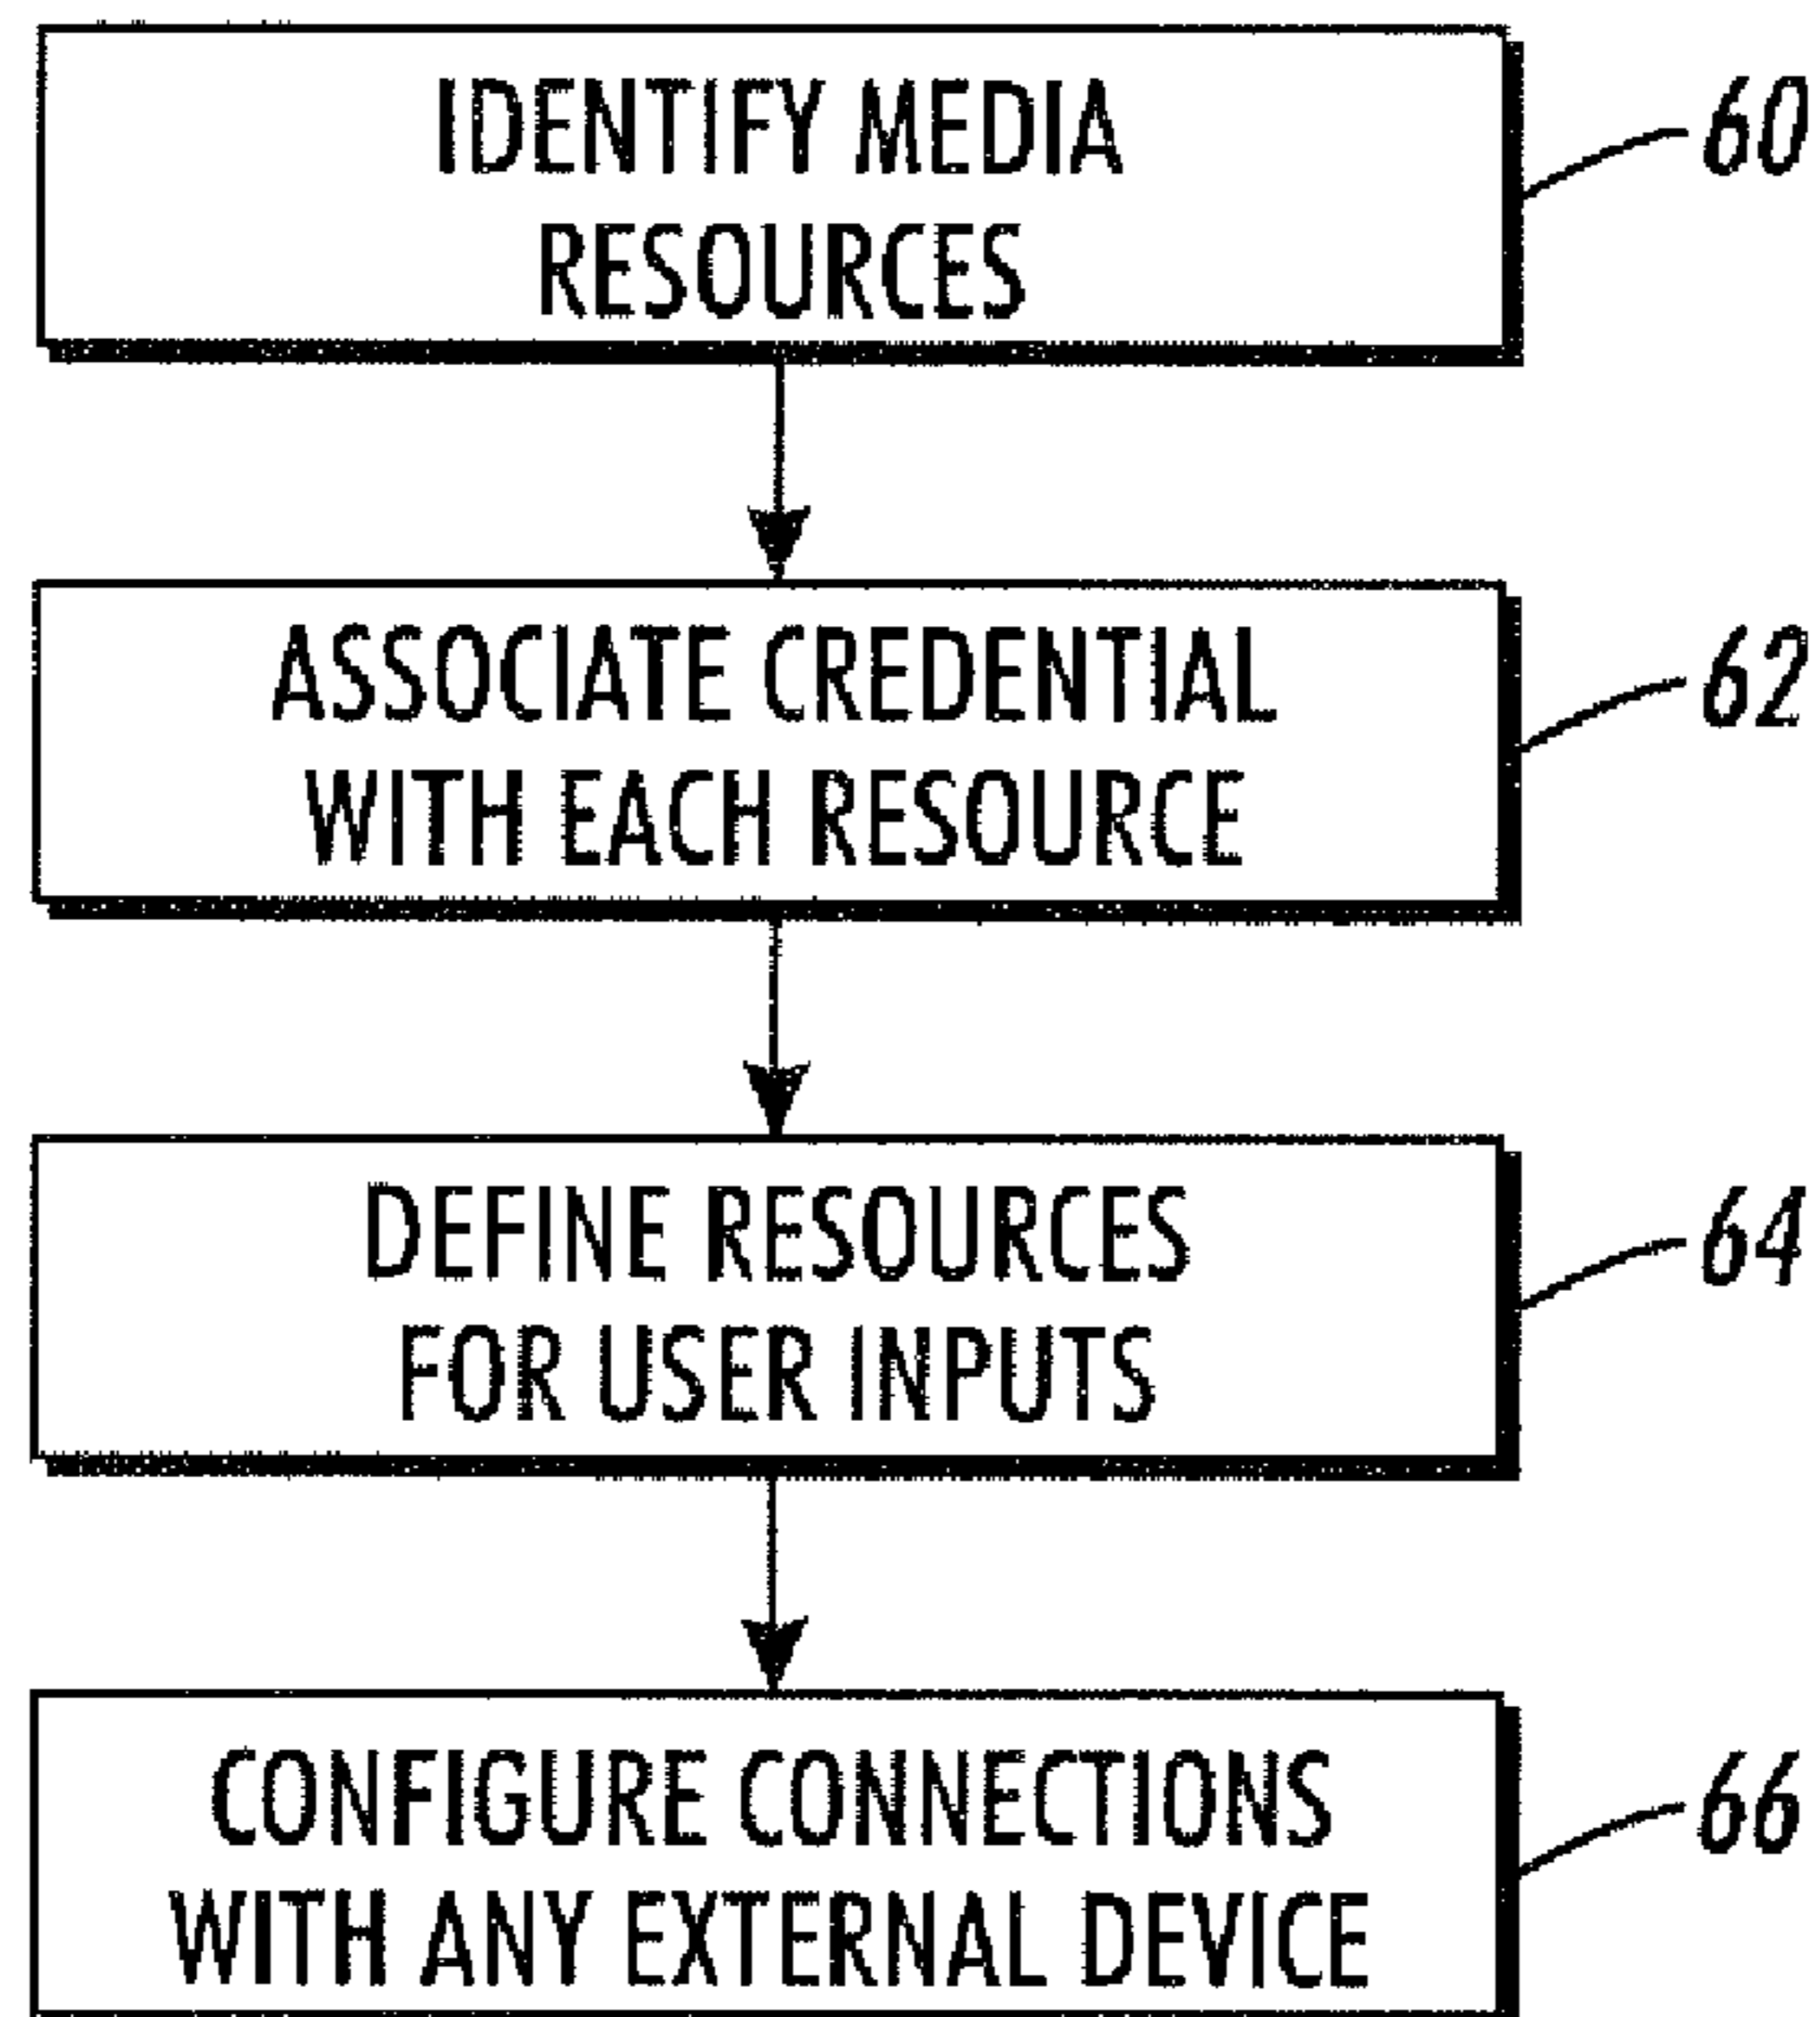 IDENTIFY MEDIA
RESOURCES
60
ASSOCIATE CREDENTIAL
WITH EACH RESOURCE
62
DEFINE RESOURCES
FOR USER INPUTS
64
CONFIGURE CONNECTIONS
WITH ANY EXTERNAL DEVICE
66